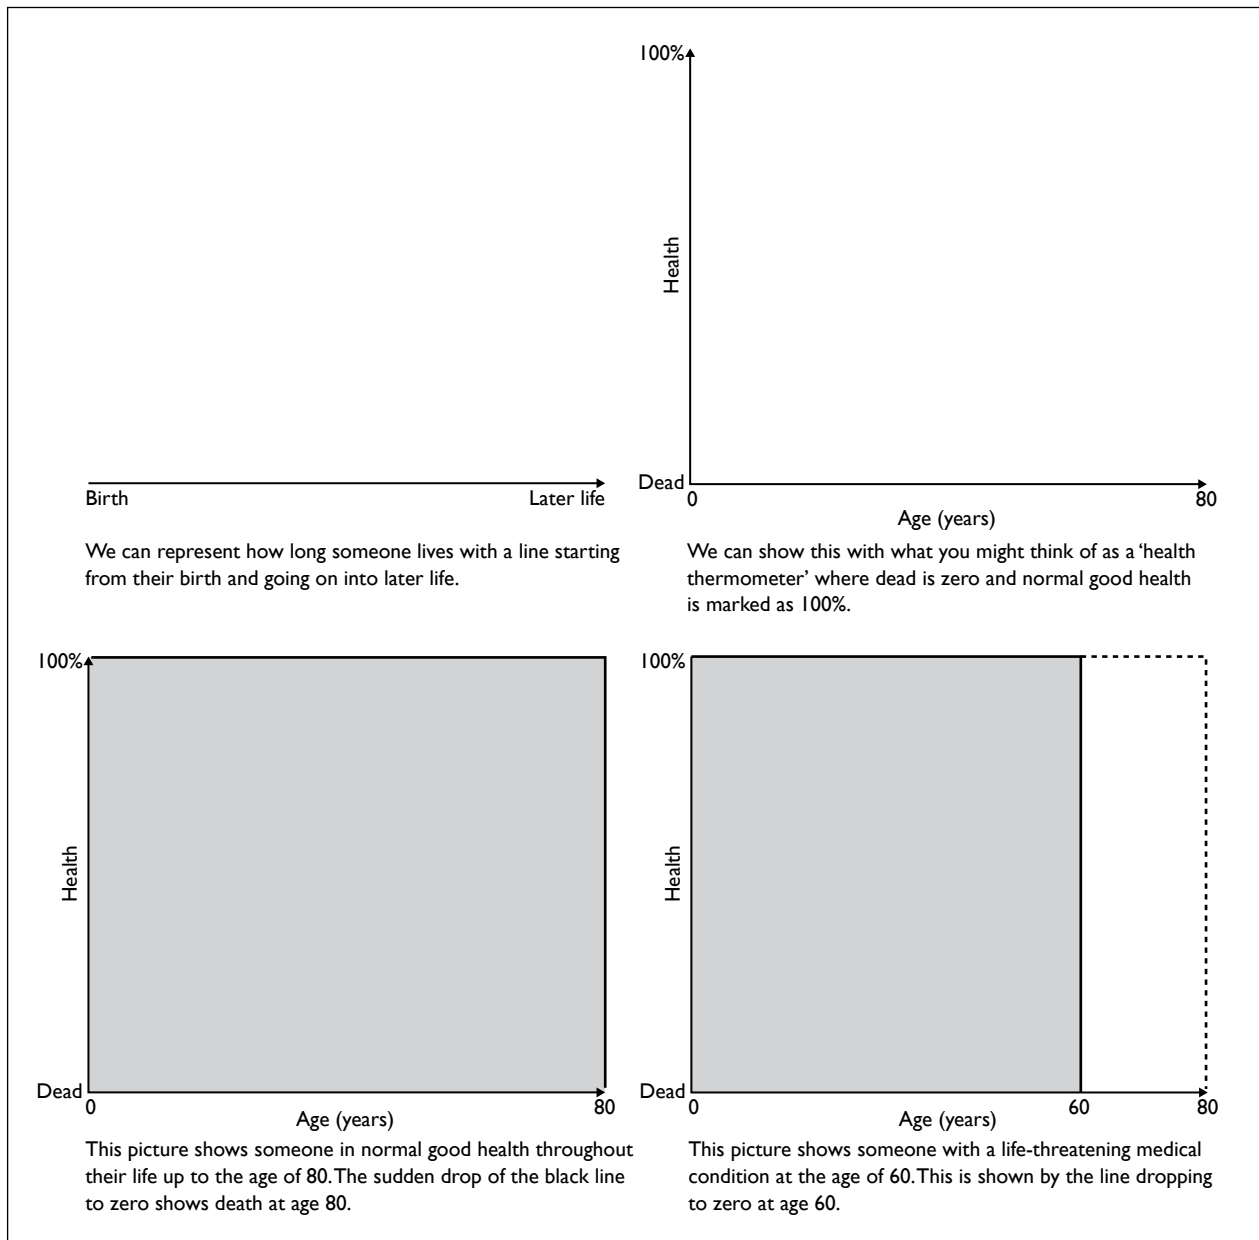 Birth
Later life
We can represent how long someone lives with a line starting
from their birth and going on into later life.
100%
Health
Dead
0
80
Age (years)
We can show this with what you might think of as a ‘health
thermometer’ where dead is zero and normal good health
is marked as 100%.
100%
Health
Dead
0
80
Age (years)
This picture shows someone in normal good health throughout
their life up to the age of 80. The sudden drop of the black line
to zero shows death at age 80.
100%
Health
Dead
0
60
80
Age (years)
This picture shows someone with a life-threatening medical
condition at the age of 60. This is shown by the line dropping
to zero at age 60.